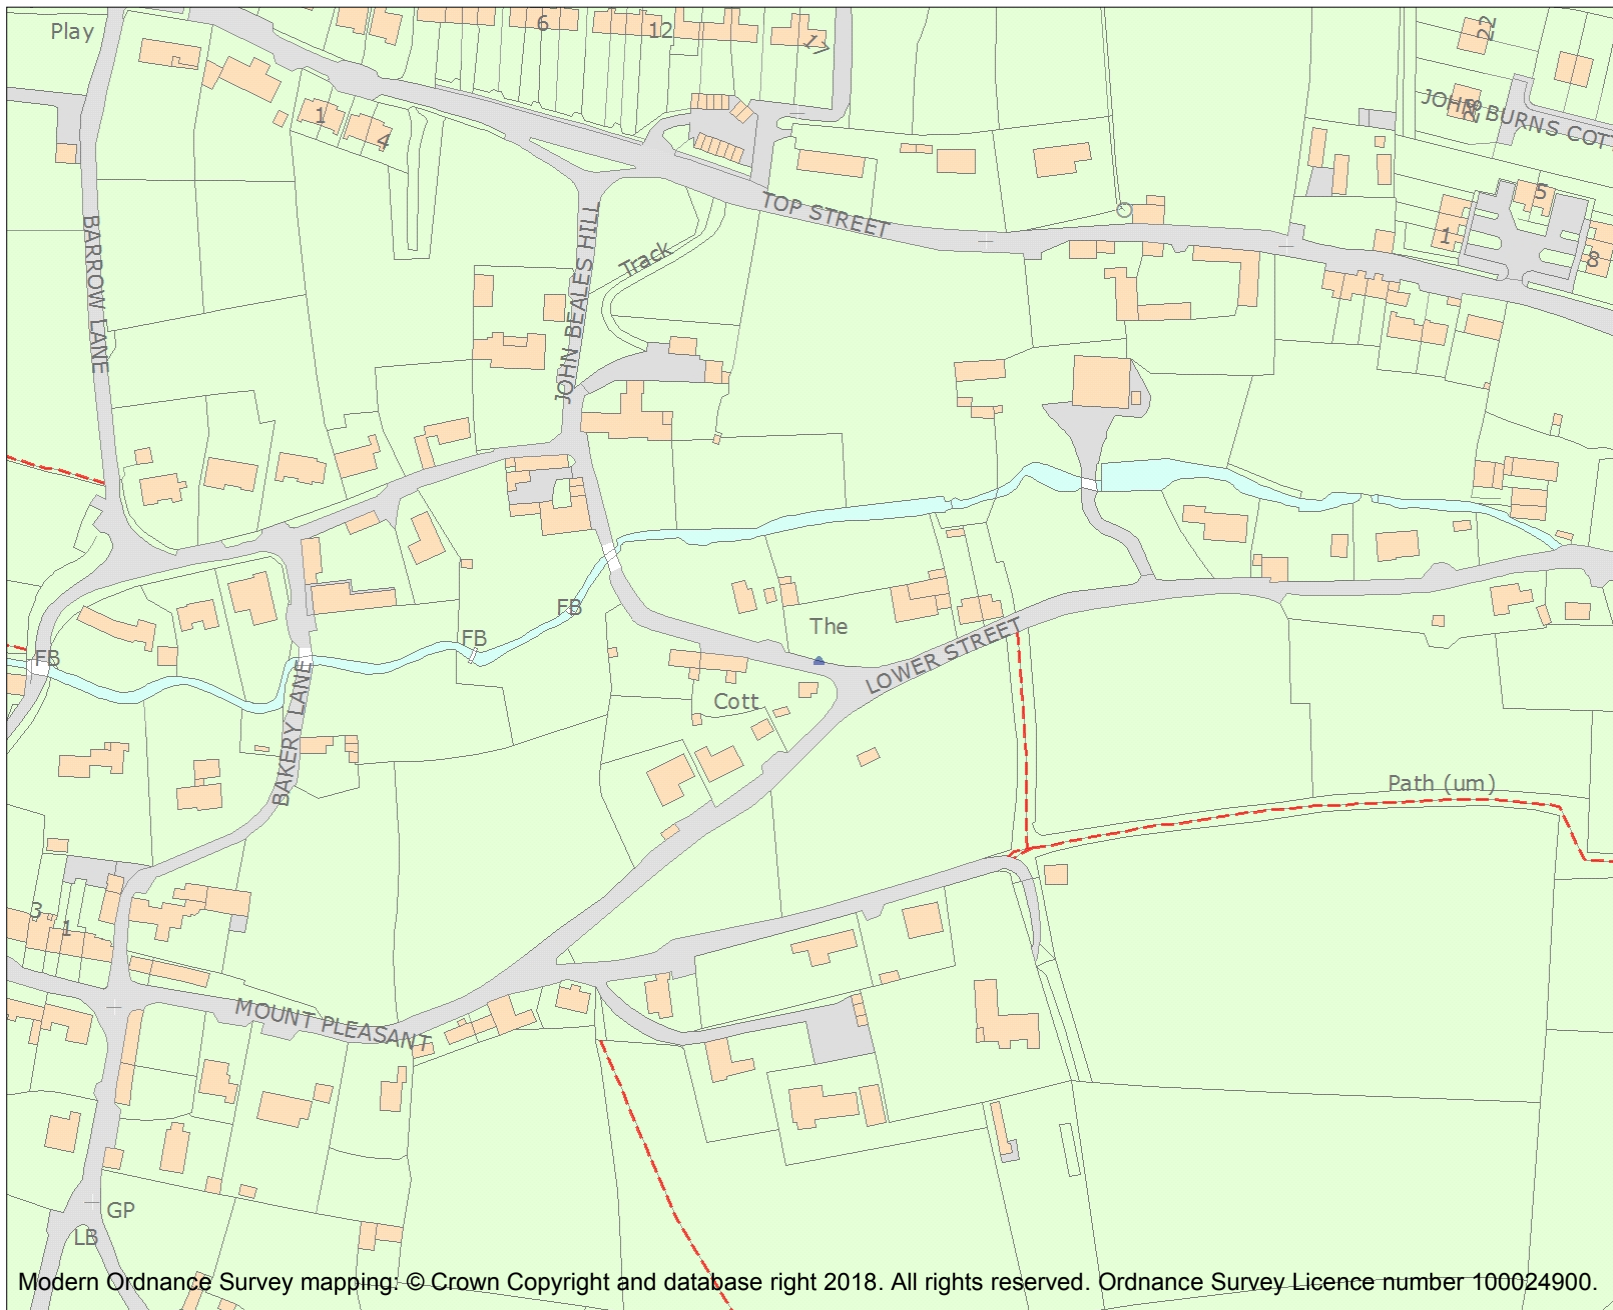 Play
6
12
17
22
JOHN BURNS COT
1
4
5
1
8
TOP STREET
BARROW LANE
JOHN BEALES HILL
Track
FB
FB
FB
The
LOWER STREET
Cott
BAKERY LANE
Path (um)
3
1
MOUNT PLEASANT
GP
LB
Modern Ordnance Survey mapping: © Crown Copyright and database right 2018. All rights reserved. Ordnance Survey Licence number 100024900.